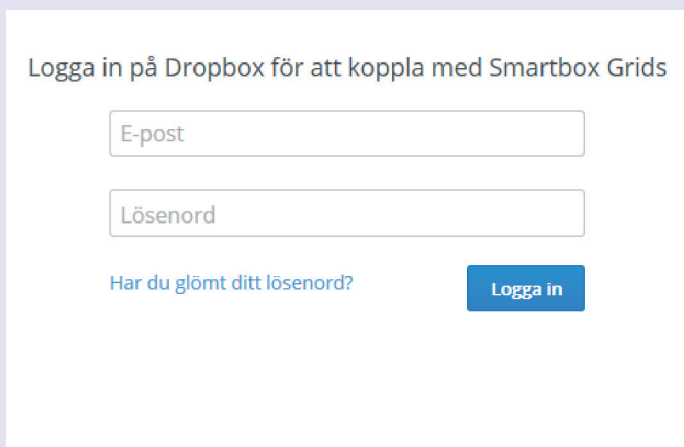 Logga in på Dropbox för att koppla med Smartbox Grids
E-post
Lösenord
Har du glömt ditt lösenord?
Logga in